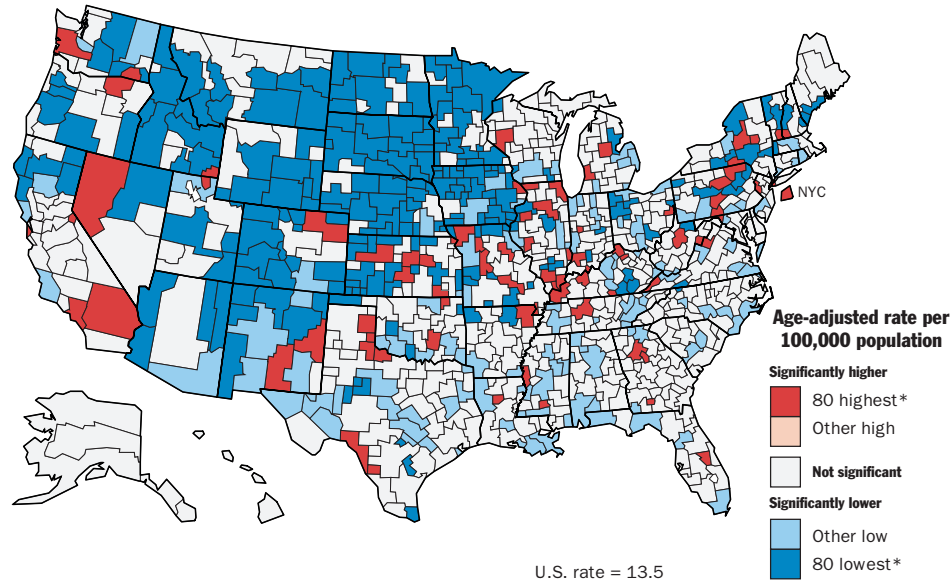 NYC
Age-adjusted rate per
100,000 population
Significantly higher
80 highest*
Other high
Not significant
Significantly lower
Other low
80 lowest*
U.S. rate = 13.5